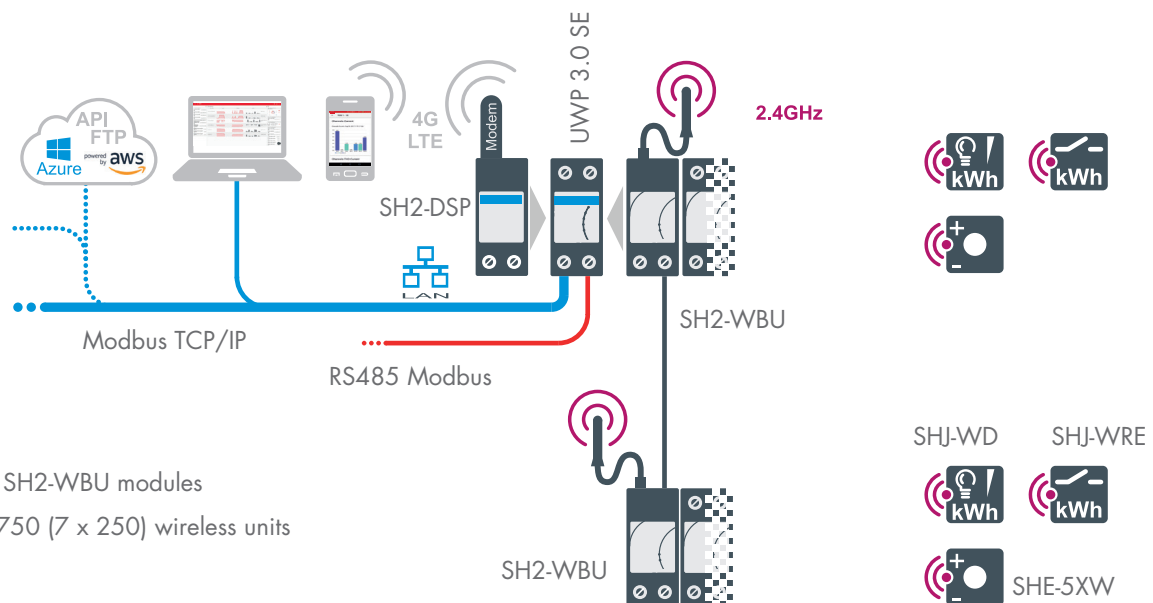 UWP 3.0 SE
API
FTP
Azure
powered by aws
4G
LTE
Modem
2.4GHz
kWh
kWh
SH2-DSP
+
-
LAN
SH2-WBU
Modbus TCP/IP
RS485 Modbus
SHJ-WD
SHJ-WRE
SH2-WBU modules
kWh
kWh
750 (7 x 250) wireless units
SH2-WBU
+
-
SHE-5XW